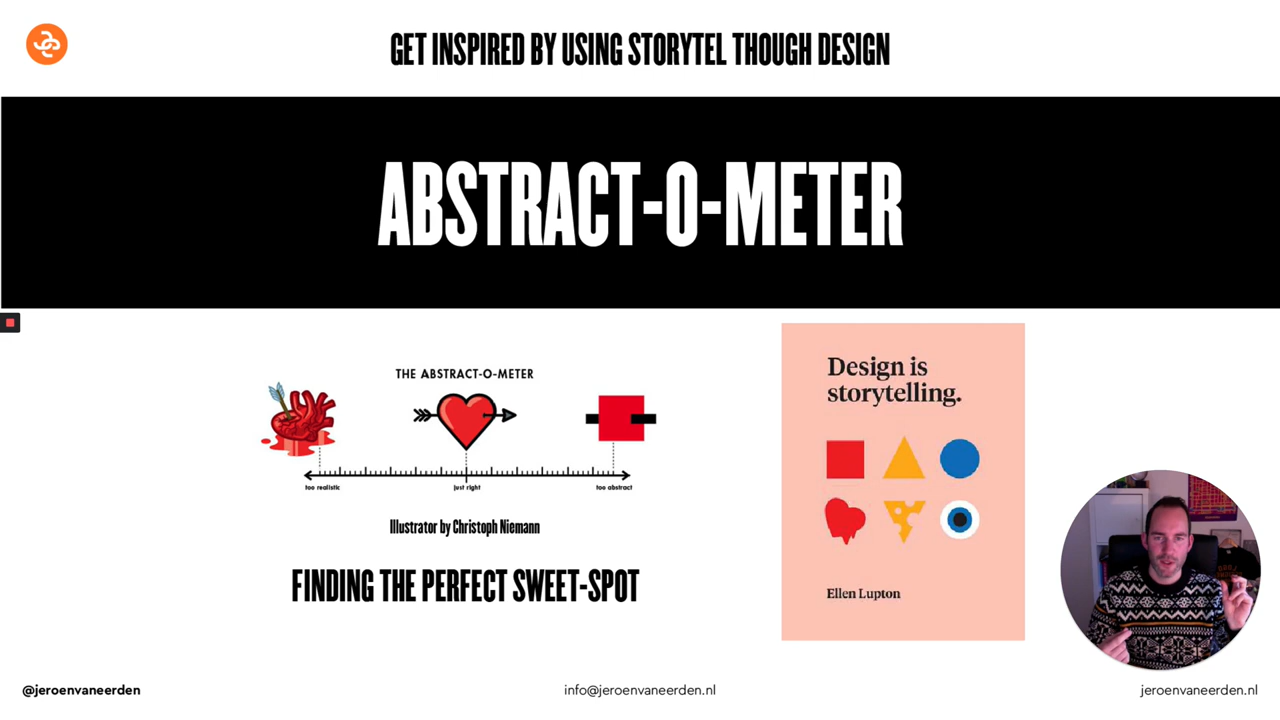 GET INSPIRED BY USING STORYTEL THOUGH DESIGN
ABSTRACT-O-METER
THE ABSTRACT-O-METER
too realistic
just right
too abstract
Illustrator by Christoph Niemann
FINDING THE PERFECT SWEET-SPOT
Design is
storytelling.
Ellen Lupton
@jeroenvaneerden
info@jeroenvaneerden.nl
jeroenvaneerden.nl